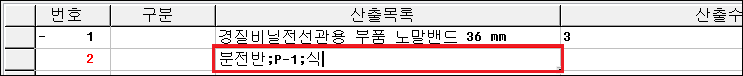 번호 구분 산출목록 산출수
- 1 경질비닐전선관용 부품 노말밴드 36 mm 3
2 분전반;P-1;식